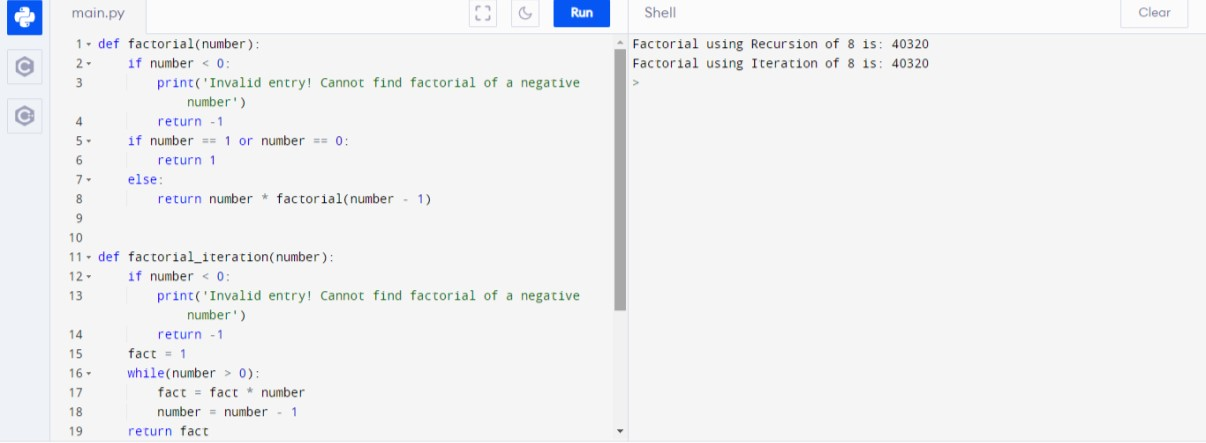 main.py
Run
Shell
Clear
1 def factorial(number):
2 if number < 0:
3 print('Invalid entry! Cannot find factorial of a negative
number')
4 return -1
5 if number == 1 or number == 0:
6 return 1
7 else:
8 return number * factorial(number - 1)
9
10
11 def factorial_iteration(number):
12 if number < 0:
13 print('Invalid entry! Cannot find factorial of a negative
number')
14 return -1
15 fact = 1
16 while(number > 0):
17 fact = fact * number
18 number = number - 1
19 return fact
Factorial using Recursion of 8 is: 40320
Factorial using Iteration of 8 is: 40320
>